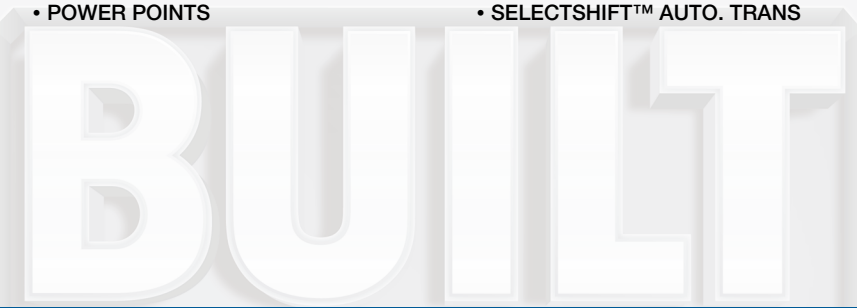 • POWER POINTS
• SELECTSHIFT™ AUTO. TRANS
BUILT